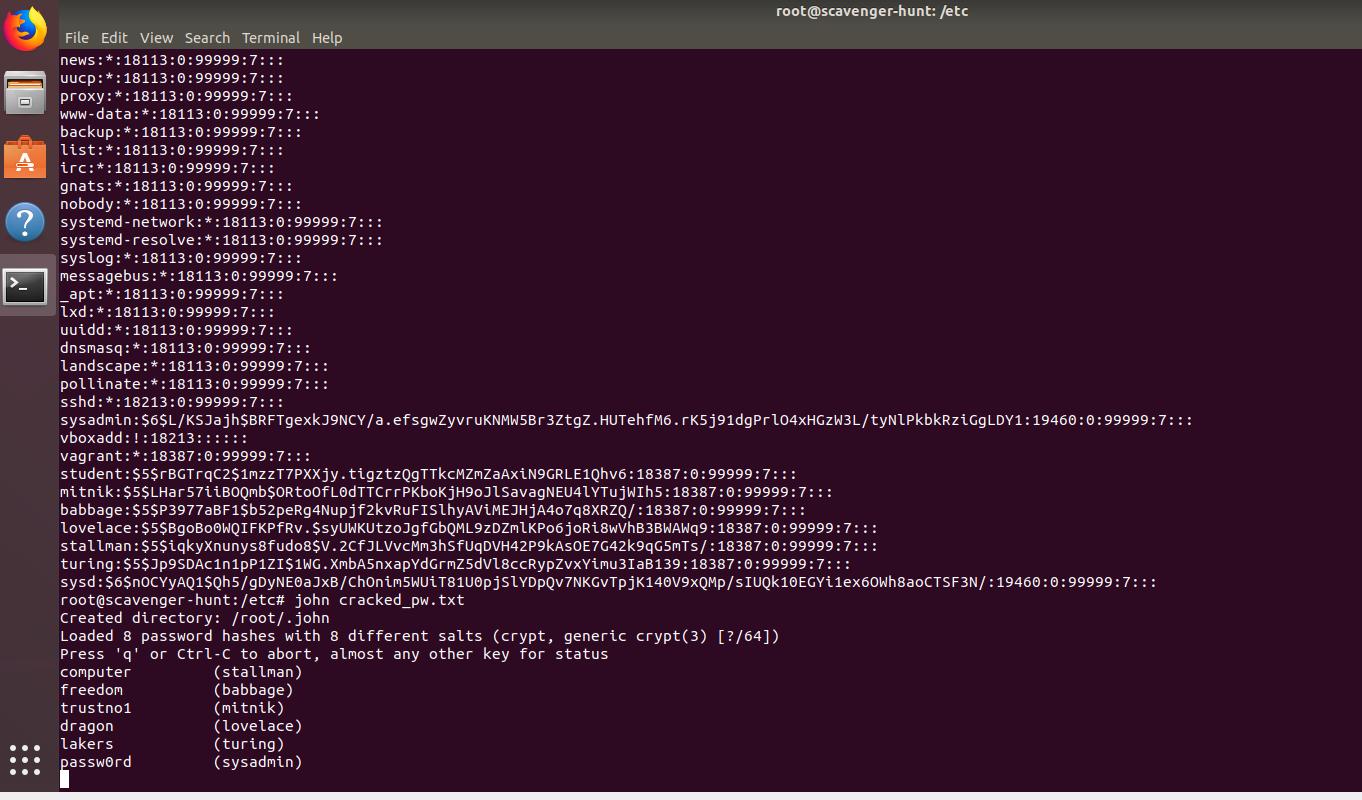 root@scavenger-hunt: /etc
File Edit View Search Terminal Help
news:*:18113:0:99999:7:::
uucp:*:18113:0:99999:7:::
proxy:*:18113:0:99999:7:::
www-data:*:18113:0:99999:7:::
backup:*:18113:0:99999:7:::
list:*:18113:0:99999:7:::
irc:*:18113:0:99999:7:::
gnats:*:18113:0:99999:7:::
nobody:*:18113:0:99999:7:::
systemd-network:*:18113:0:99999:7:::
systemd-resolve:*:18113:0:99999:7:::
syslog:*:18113:0:99999:7:::
messagebus:*:18113:0:99999:7:::
_apt:*:18113:0:99999:7:::
lxd:*:18113:0:99999:7:::
uuidd:*:18113:0:99999:7:::
dnsmasq:*:18113:0:99999:7:::
landscape:*:18113:0:99999:7:::
pollinate:*:18113:0:99999:7:::
sshd:*:18213:0:99999:7:::
sysadmin:$6$L/KSJajh$BRFTgexkJ9NCY/a.efsgwZyvruKNMW5Br3ZtgZ.HUTehfM6.rK5j91dgPrlO4xHGzW3L/tyNlPkbkRziGgLDY1:19460:0:99999:7:::
vboxadd:!:18213::::::
vagrant:*:18387:0:99999:7:::
student:$5$rBGTrqC2$1mzzT7PXXjy.tigztzQgTTkcMZmZaAxiN9GRLE1Qhv6:18387:0:99999:7:::
mitnik:$5$LHar57iiBOQmb$ORtoOfL0dTTCrrPKboKjH9oJlSavagNEU4lYTujWIh5:18387:0:99999:7:::
babbage:$5$P3977aBF1$b52peRg4Nupjf2kvRuFISlhyAViMEJHjA4o7q8XRZQ/:18387:0:99999:7:::
lovelace:$5$BgoBo0WQIFKPfRv.$syUWKUtzoJgfGbQML9zDZmlKPo6joRi8wVhB3BWAWq9:18387:0:99999:7:::
stallman:$5$iqkyXnunys8fudo8$V.2CfJLVvcMm3hSfUqDVH42P9kAsOE7G42k9qG5mTs/:18387:0:99999:7:::
turing:$5$Jp9SDAc1n1pP1ZI$1WG.XmbA5nxapYdGrmZ5dVl8ccRypZvxYimu3IaB139:18387:0:99999:7:::
sysd:$6$nOCYyAQ1$Qh5/gDyNE0aJxB/ChOnim5WUiT81U0pjSlYDpQv7NKGvTpjK140V9xQMp/sIUQk10EGYi1ex6OWh8aoCTSF3N/:19460:0:99999:7:::
root@scavenger-hunt:/etc# john cracked_pw.txt
Created directory: /root/.john
Loaded 8 password hashes with 8 different salts (crypt, generic crypt(3) [?/64])
Press 'q' or Ctrl-C to abort, almost any other key for status
computer (stallman)
freedom (babbage)
trustno1 (mitnik)
dragon (lovelace)
lakers (turing)
passw0rd (sysadmin)